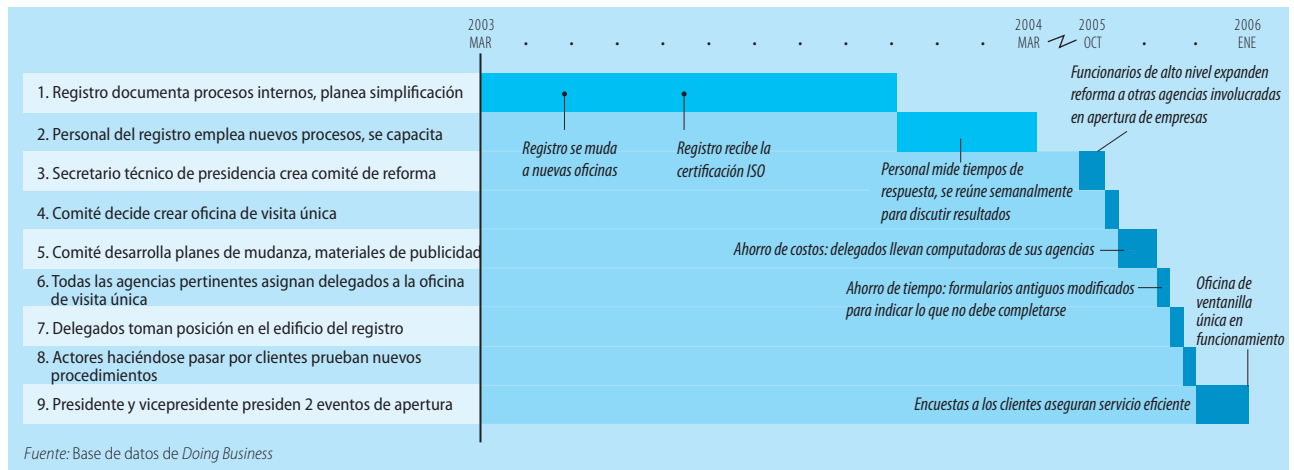 2003
MAR
2004
MAR
2005
OCT
2006
ENE
1. Registro documenta procesos internos, planea simplificación
2. Personal del registro emplea nuevos procesos, se capacita
3. Secretario técnico de presidencia crea comité de reforma
4. Comité decide crear oficina de visita única
5. Comité desarrolla planes de mudanza, materiales de publicidad
6. Todas las agencias pertinentes asignan delegados a la oficina
de visita única
7. Delegados toman posición en el edificio del registro
8. Actores haciéndose pasar por clientes prueban nuevos
procedimientos
9. Presidente y vicepresidente presiden 2 eventos de apertura
Registro se muda
a nuevas oficinas
Registro recibe la
certificación ISO
Personal mide tiempos de
respuesta, se reúne semanalmente
para discutir resultados
Funcionarios de alto nivel expanden
reforma a otras agencias involucradas
en apertura de empresas
Ahorro de costos: delegados llevan computadoras de sus agencias
Ahorro de tiempo: formularios antiguos modificados
para indicar lo que no debe completarse
Oficina de
ventanilla
única en
funcionamiento
Encuestas a los clientes aseguran servicio eficiente
Fuente: Base de datos de Doing Business